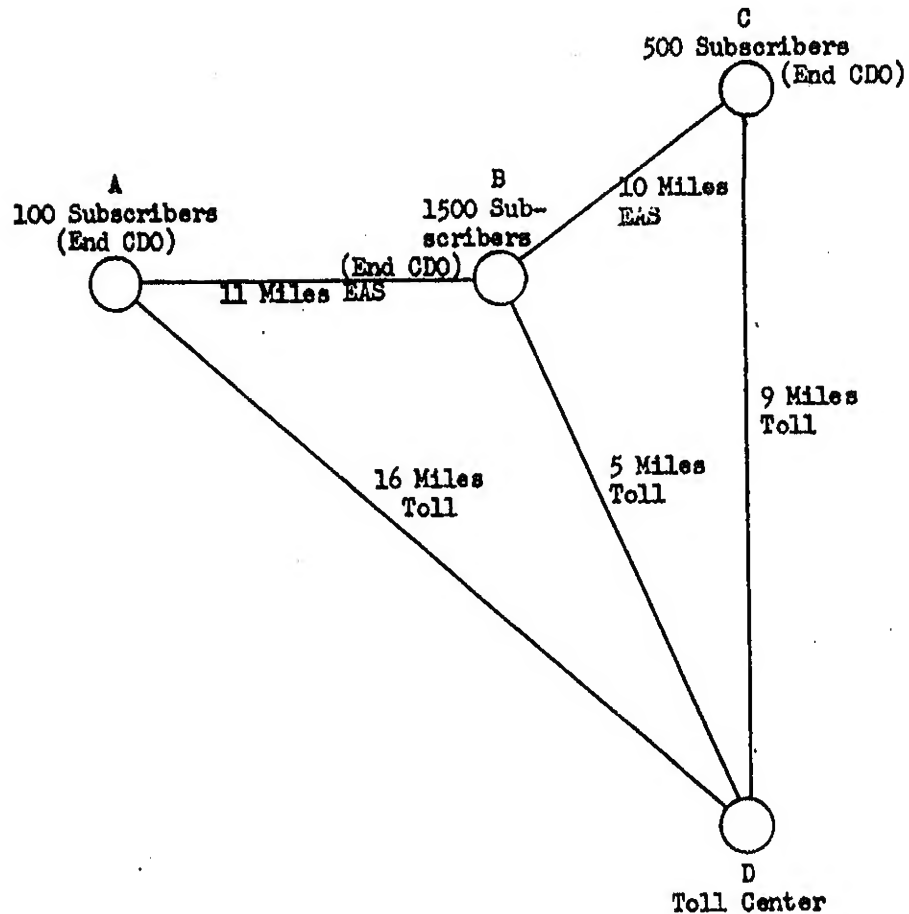 C
500 Subscribers
(End CDO)
A
100 Subscribers
(End CDO)
B
1500 Sub-
scribers
(End CDO)
10 Miles
EAS
11 Miles EAS
9 Miles
Toll
16 Miles
Toll
5 Miles
Toll
D
Toll Center